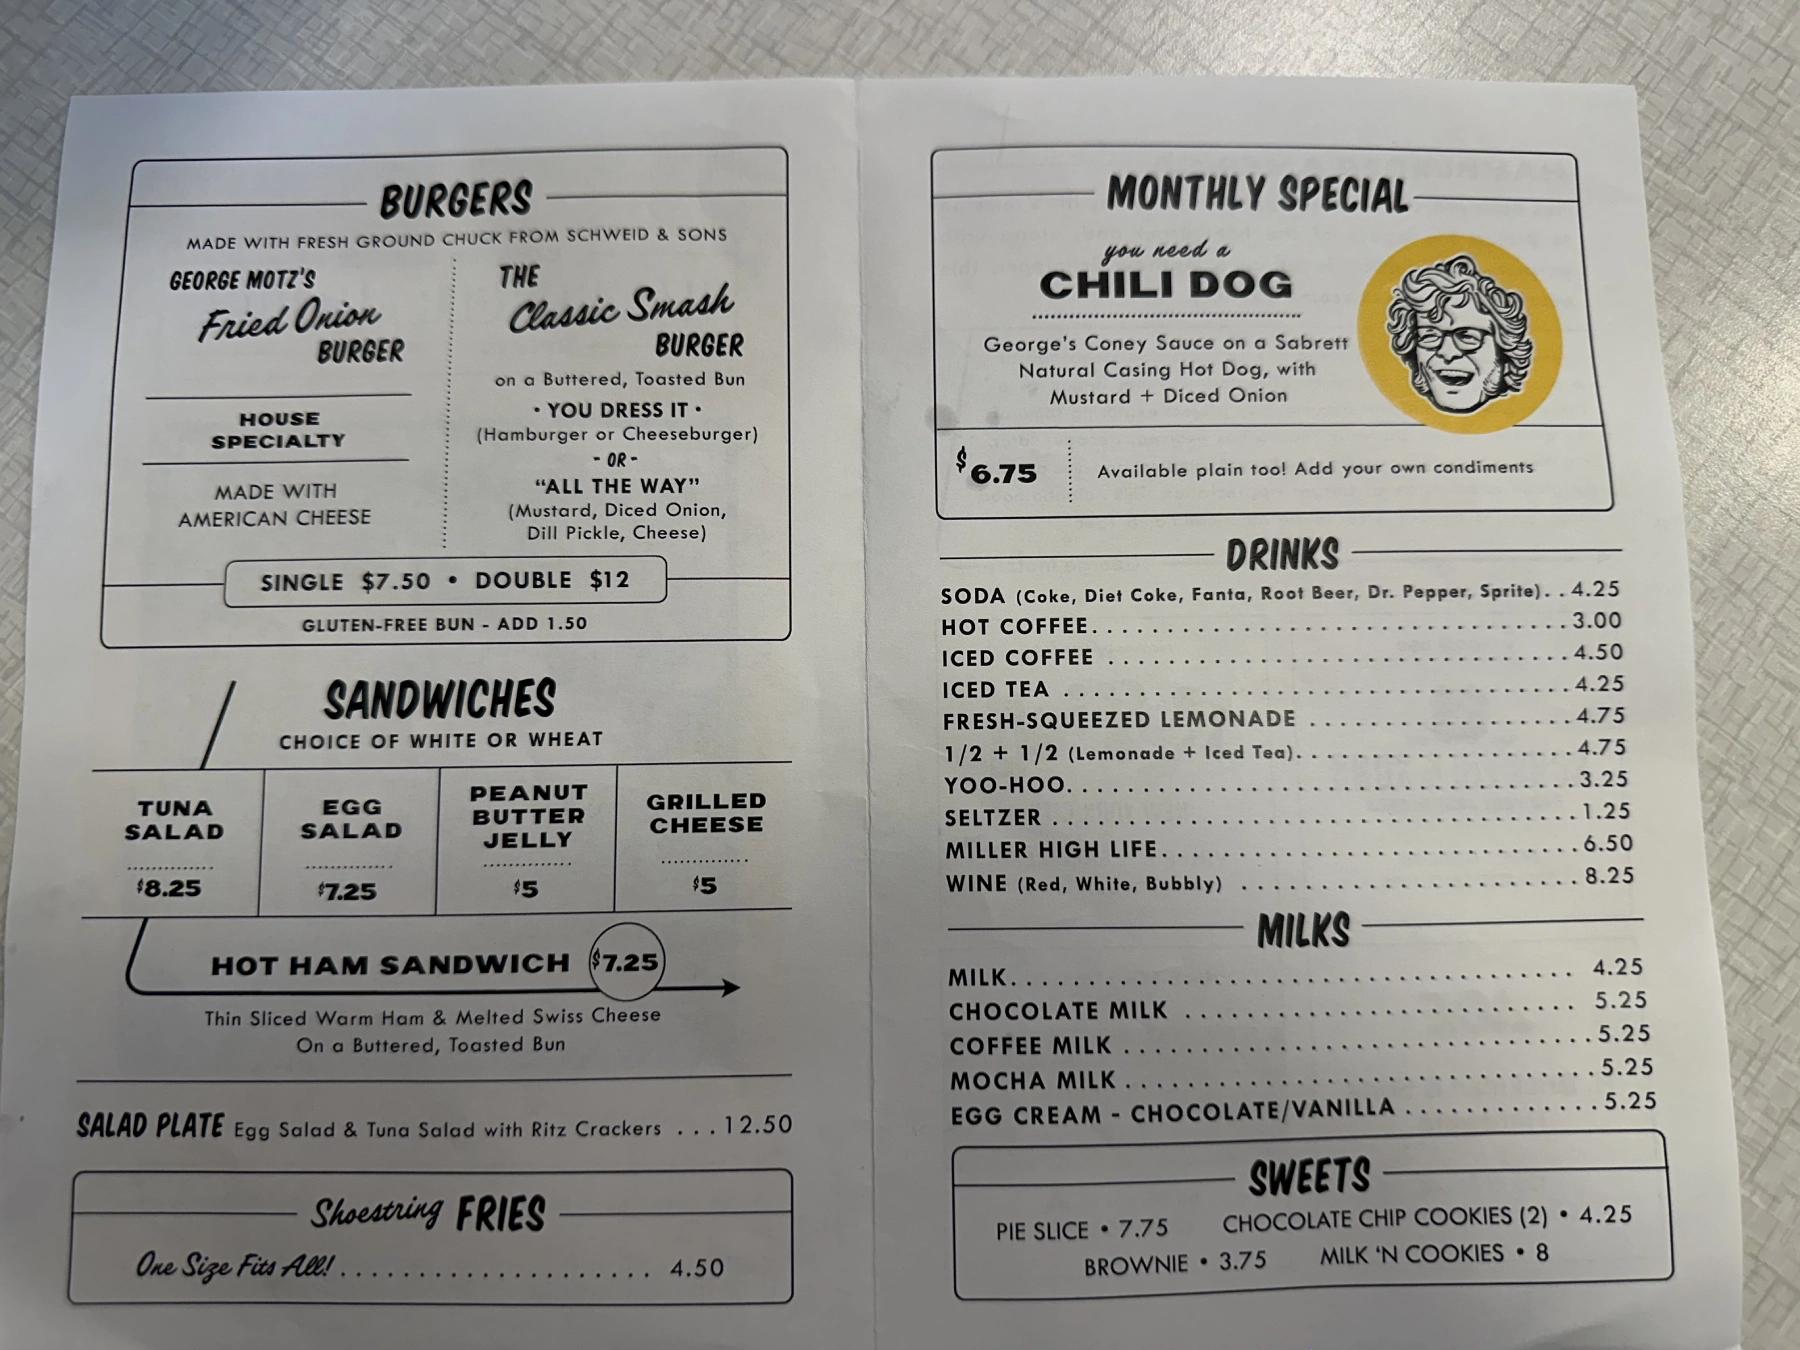 BURGERS
MADE WITH FRESH GROUND CHUCK FROM SCHWEID & SONS
GEORGE MOTZ'S
Fried Onion
BURGER
HOUSE
SPECIALTY
MADE WITH
AMERICAN CHEESE
THE
Classic Smash
BURGER
on a Buttered, Toasted Bun
• YOU DRESS IT •
(Hamburger or Cheeseburger)
- OR -
"ALL THE WAY"
(Mustard, Diced Onion,
Dill Pickle, Cheese)
SINGLE $7.50 • DOUBLE $12
GLUTEN-FREE BUN - ADD 1.50
SANDWICHES
CHOICE OF WHITE OR WHEAT
TUNA
SALAD
$8.25
EGG
SALAD
$7.25
PEANUT
BUTTER
JELLY
$5
GRILLED
CHEESE
$5
HOT HAM SANDWICH $7.25
Thin Sliced Warm Ham & Melted Swiss Cheese
On a Buttered, Toasted Bun
SALAD PLATE Egg Salad & Tuna Salad with Ritz Crackers ... 12.50
Shoestring FRIES
One Size Fits All! .................... 4.50
MONTHLY SPECIAL
you need a
CHILI DOG
George's Coney Sauce on a Sabrett
Natural Casing Hot Dog, with
Mustard + Diced Onion
$6.75
Available plain too! Add your own condiments
DRINKS
SODA (Coke, Diet Coke, Fanta, Root Beer, Dr. Pepper, Sprite). . 4.25
HOT COFFEE. . . . . . . . . . . . . . . . . . . . 3.00
ICED COFFEE . . . . . . . . . . . . . . . . . . . . 4.50
ICED TEA . . . . . . . . . . . . . . . . . . . . 4.25
FRESH-SQUEEZED LEMONADE . . . . . . . . . . . . 4.75
1/2 + 1/2 (Lemonade + Iced Tea). . . . . . . . . . . . 4.75
YOO-HOO. . . . . . . . . . . . . . . . . . . . 3.25
SELTZER . . . . . . . . . . . . . . . . . . . . 1.25
MILLER HIGH LIFE. . . . . . . . . . . . . . . . . . 6.50
WINE (Red, White, Bubbly) . . . . . . . . . . . . . . 8.25
MILKS
MILK. . . . . . . . . . . . . . . . . . . . 4.25
CHOCOLATE MILK . . . . . . . . . . . . . . . . . . 5.25
COFFEE MILK . . . . . . . . . . . . . . . . . . . . 5.25
MOCHA MILK . . . . . . . . . . . . . . . . . . . . 5.25
EGG CREAM - CHOCOLATE/VANILLA . . . . . . . . . . 5.25
SWEETS
PIE SLICE • 7.75 CHOCOLATE CHIP COOKIES (2) • 4.25
BROWNIE • 3.75 MILK 'N COOKIES • 8